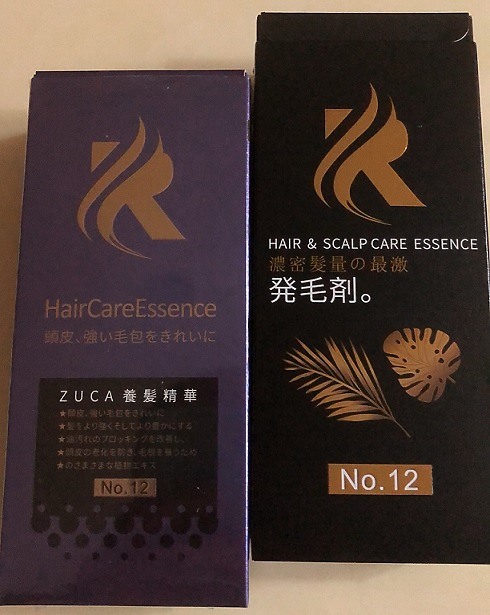 HairCareEssence
頭皮、強い毛包をきれいに
ZUCA 養髪精華
★頭皮、強い毛包をきれいに
★髪をより強くそしてより豊かにする
★油汚れのブロッキングを改善し、
★頭皮の老化を防ぎ、毛根を養うため
★のさまざまな植物エキス
No.12
HAIR & SCALP CARE ESSENCE
濃密髪量の最激
発毛剤。
No.12